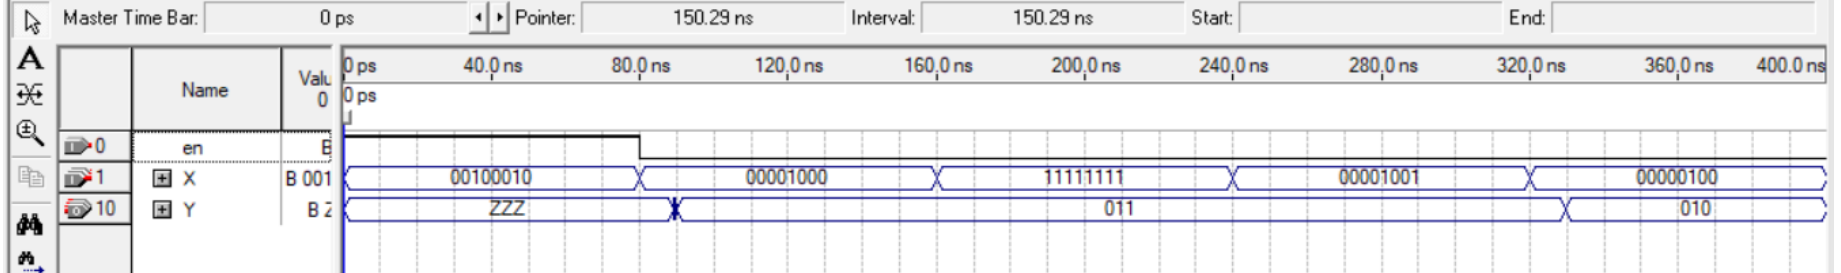 Master Time Bar: 0 ps Pointer: 150.29 ns Interval: 150.29 ns Start: End:
A
Name Valu 0
0 ps 40.0 ns 80.0 ns 120.0 ns 160.0 ns 200.0 ns 240.0 ns 280.0 ns 320.0 ns 360.0 ns 400.0 ns
0 ps
0 en B
1 X B 001 00100010 00001000 11111111 00001001 00000100
10 Y B Z ZZZ 011 010